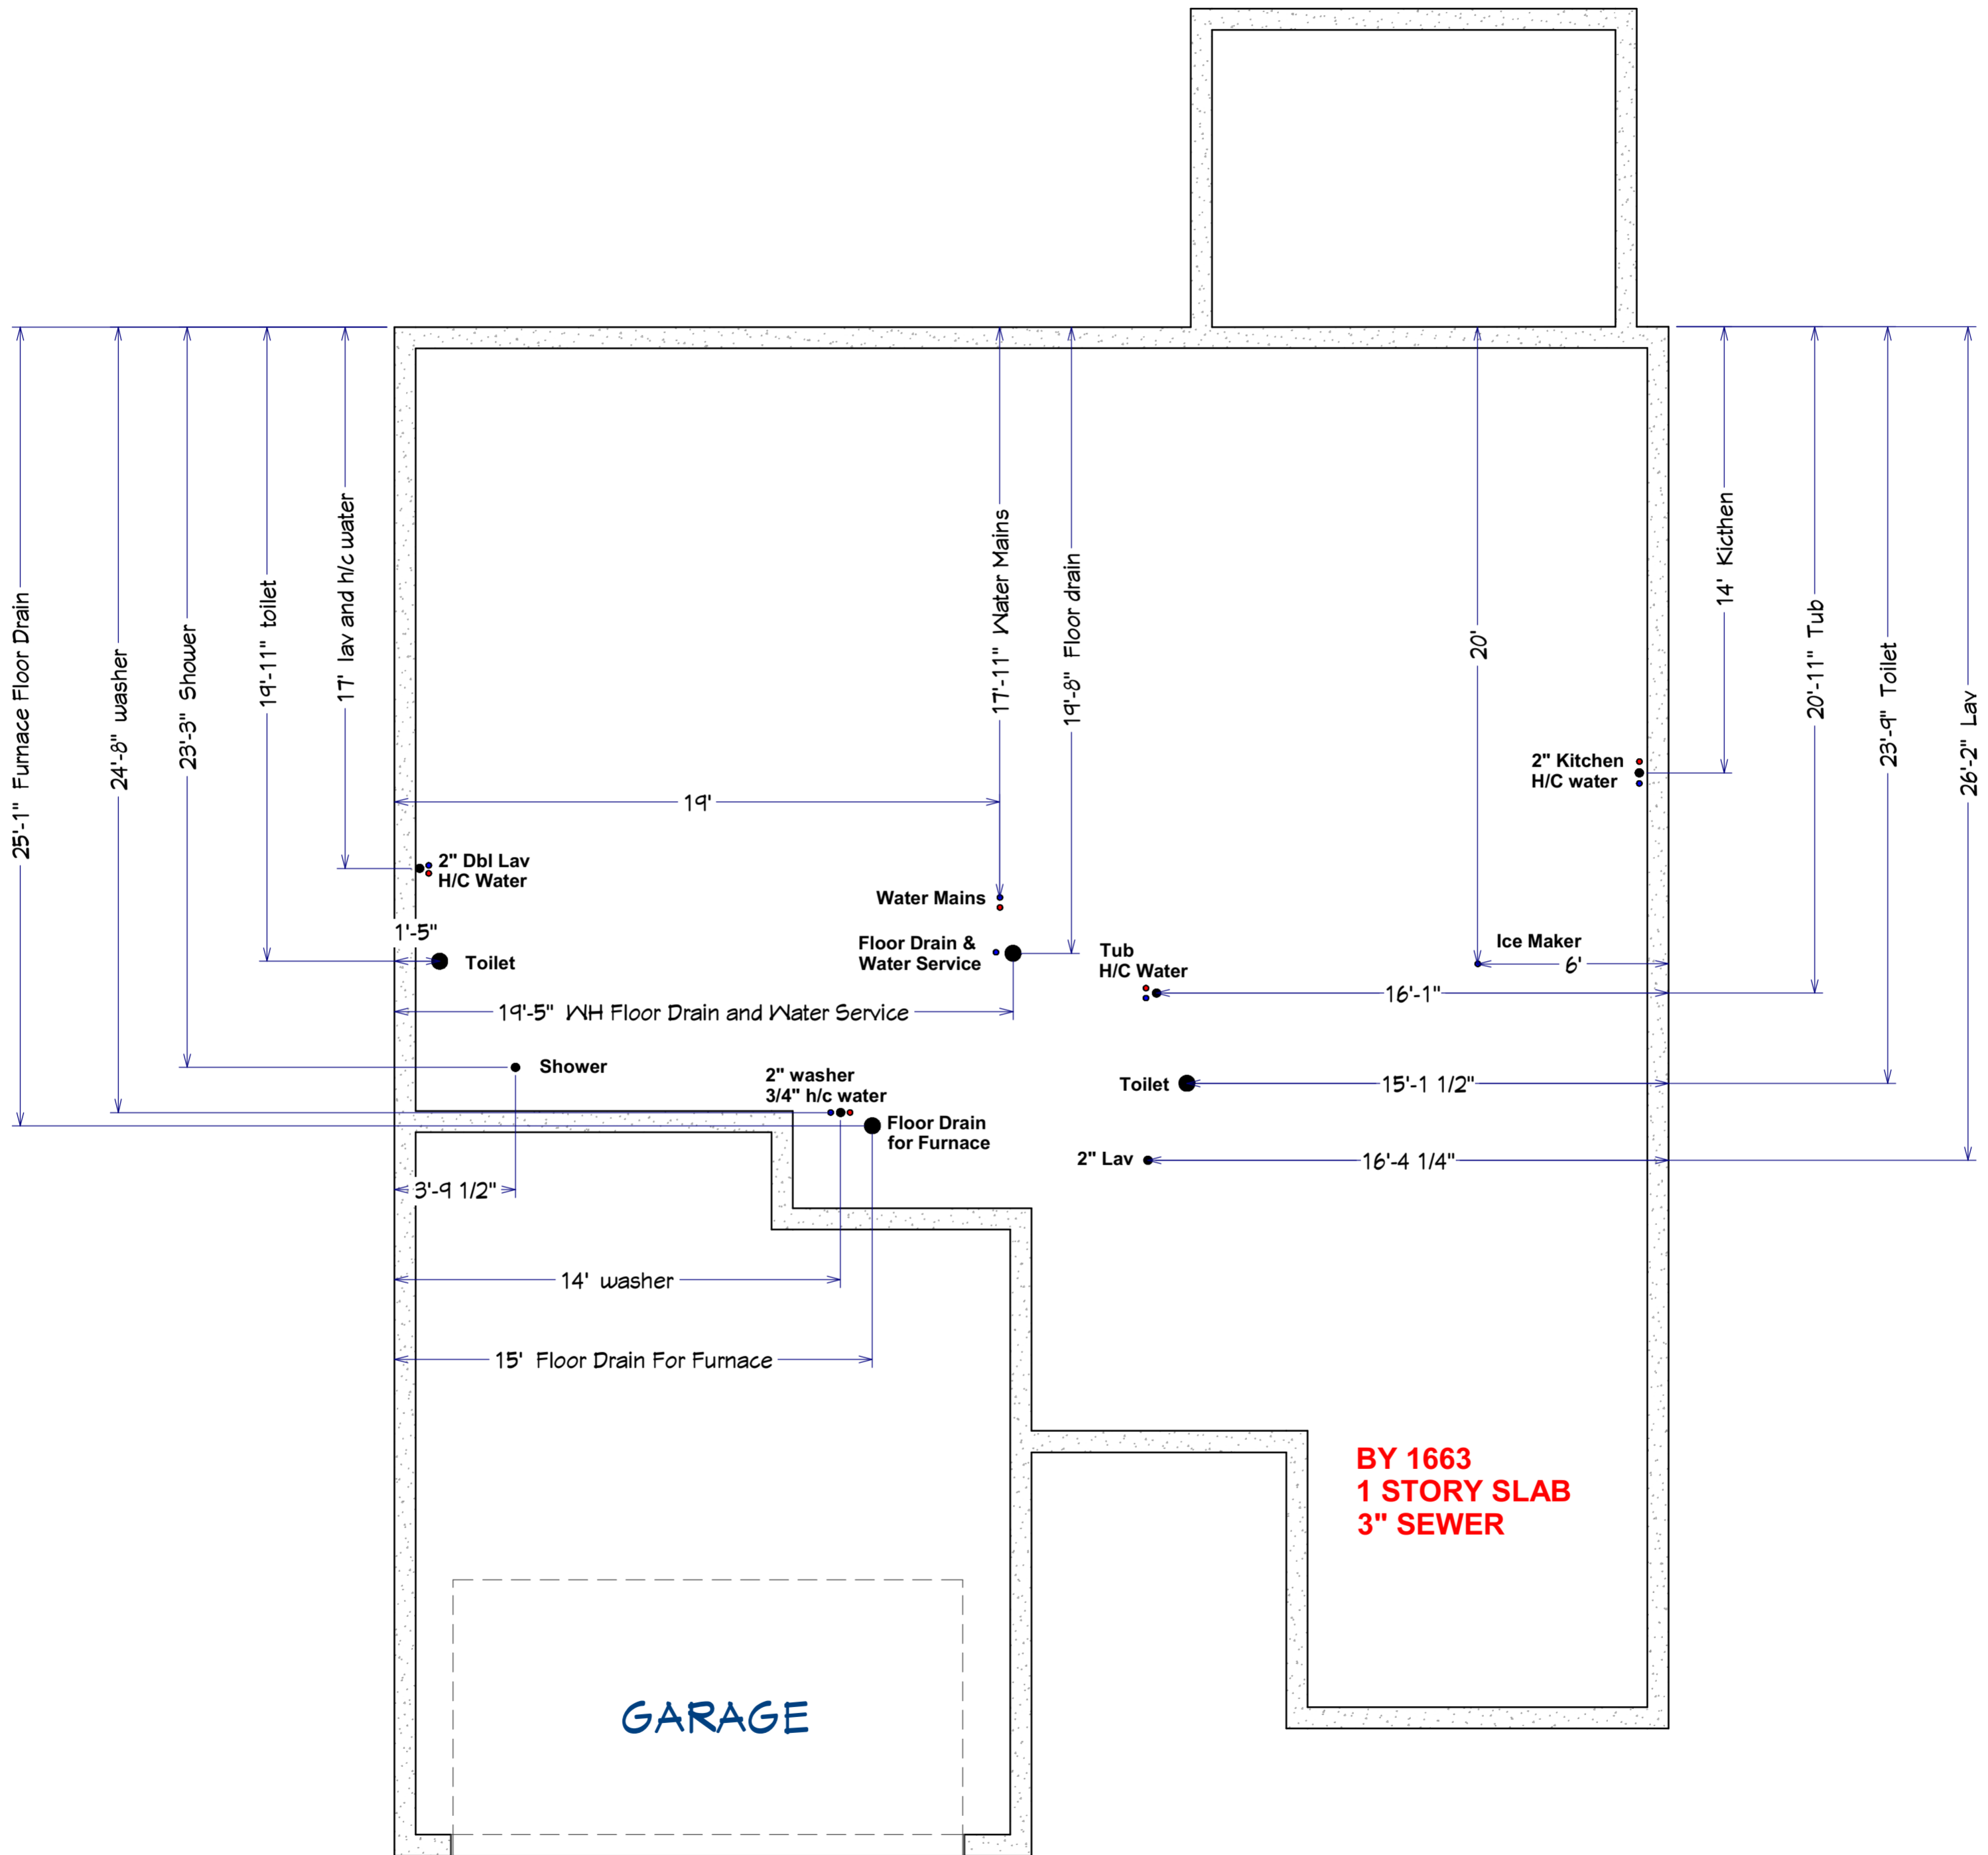 25'-1" Furnace Floor Drain
24'-8" washer
23'-3" Shower
19'-11" toilet
17' lav and h/c water
17'-11" Water Mains
19'-8" Floor drain
20'
14' Kicthen
20'-11" Tub
23'-9" Toilet
26'-2" Lav
2" Kitchen
H/C water
19'
2" Dbl Lav
H/C Water
Water Mains
1'-5"
Toilet
Floor Drain &
Water Service
Tub
H/C Water
Ice Maker
6'
16'-1"
19'-5" WH Floor Drain and Water Service
Shower
2" washer
3/4" h/c water
Toilet
15'-1 1/2"
Floor Drain
for Furnace
2" Lav
16'-4 1/4"
3'-9 1/2"
14' washer
15' Floor Drain For Furnace
BY 1663
1 STORY SLAB
3" SEWER
GARAGE